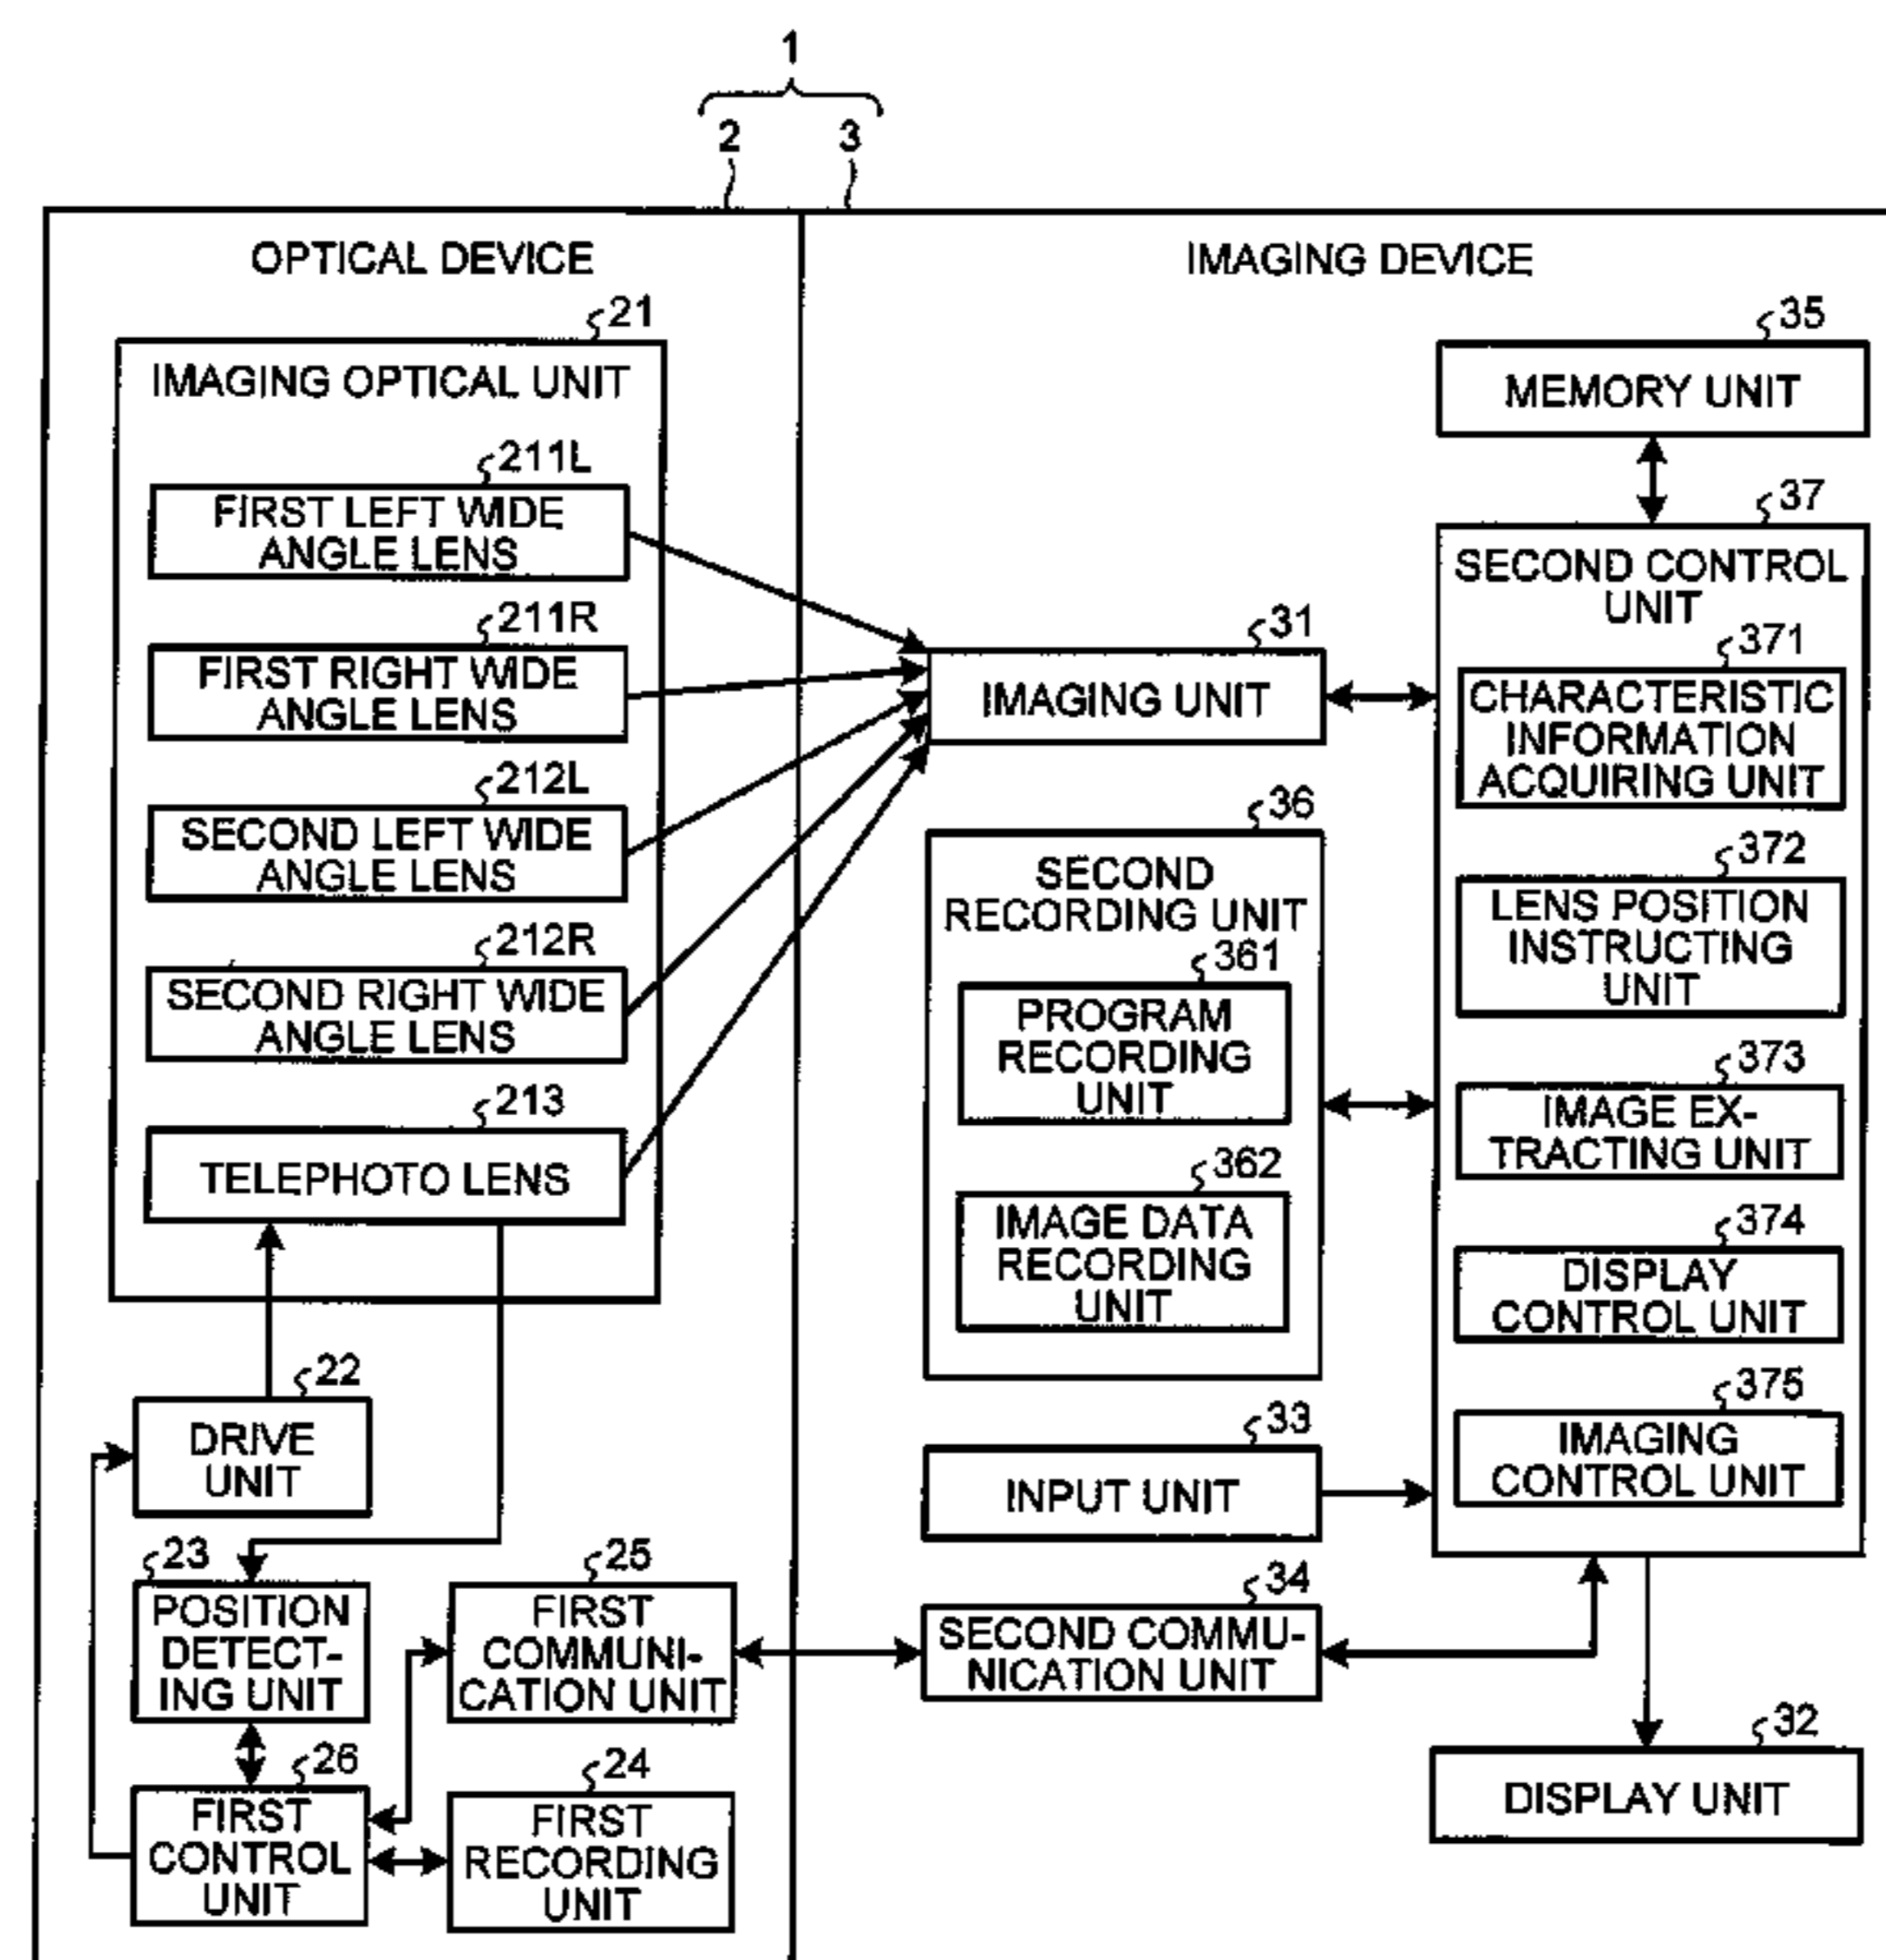 1
2 3
OPTICAL DEVICE
21
IMAGING OPTICAL UNIT
211L
FIRST LEFT WIDE
ANGLE LENS
211R
FIRST RIGHT WIDE
ANGLE LENS
212L
SECOND LEFT WIDE
ANGLE LENS
212R
SECOND RIGHT WIDE
ANGLE LENS
213
TELEPHOTO LENS
22
DRIVE
UNIT
23
POSITION
DETECT-
ING UNIT
25
FIRST
COMMUNI-
CATION UNIT
26
FIRST
CONTROL
UNIT
24
FIRST
RECORDING
UNIT
IMAGING DEVICE
31
IMAGING UNIT
36
SECOND
RECORDING UNIT
361
PROGRAM
RECORDING
UNIT
362
IMAGE DATA
RECORDING
UNIT
33
INPUT UNIT
34
SECOND COMMU-
NICATION UNIT
35
MEMORY UNIT
37
SECOND CONTROL
UNIT
371
CHARACTERISTIC
INFORMATION
ACQUIRING UNIT
372
LENS POSITION
INSTRUCTING
UNIT
373
IMAGE EX-
TRACTING UNIT
374
DISPLAY
CONTROL UNIT
375
IMAGING
CONTROL UNIT
32
DISPLAY UNIT